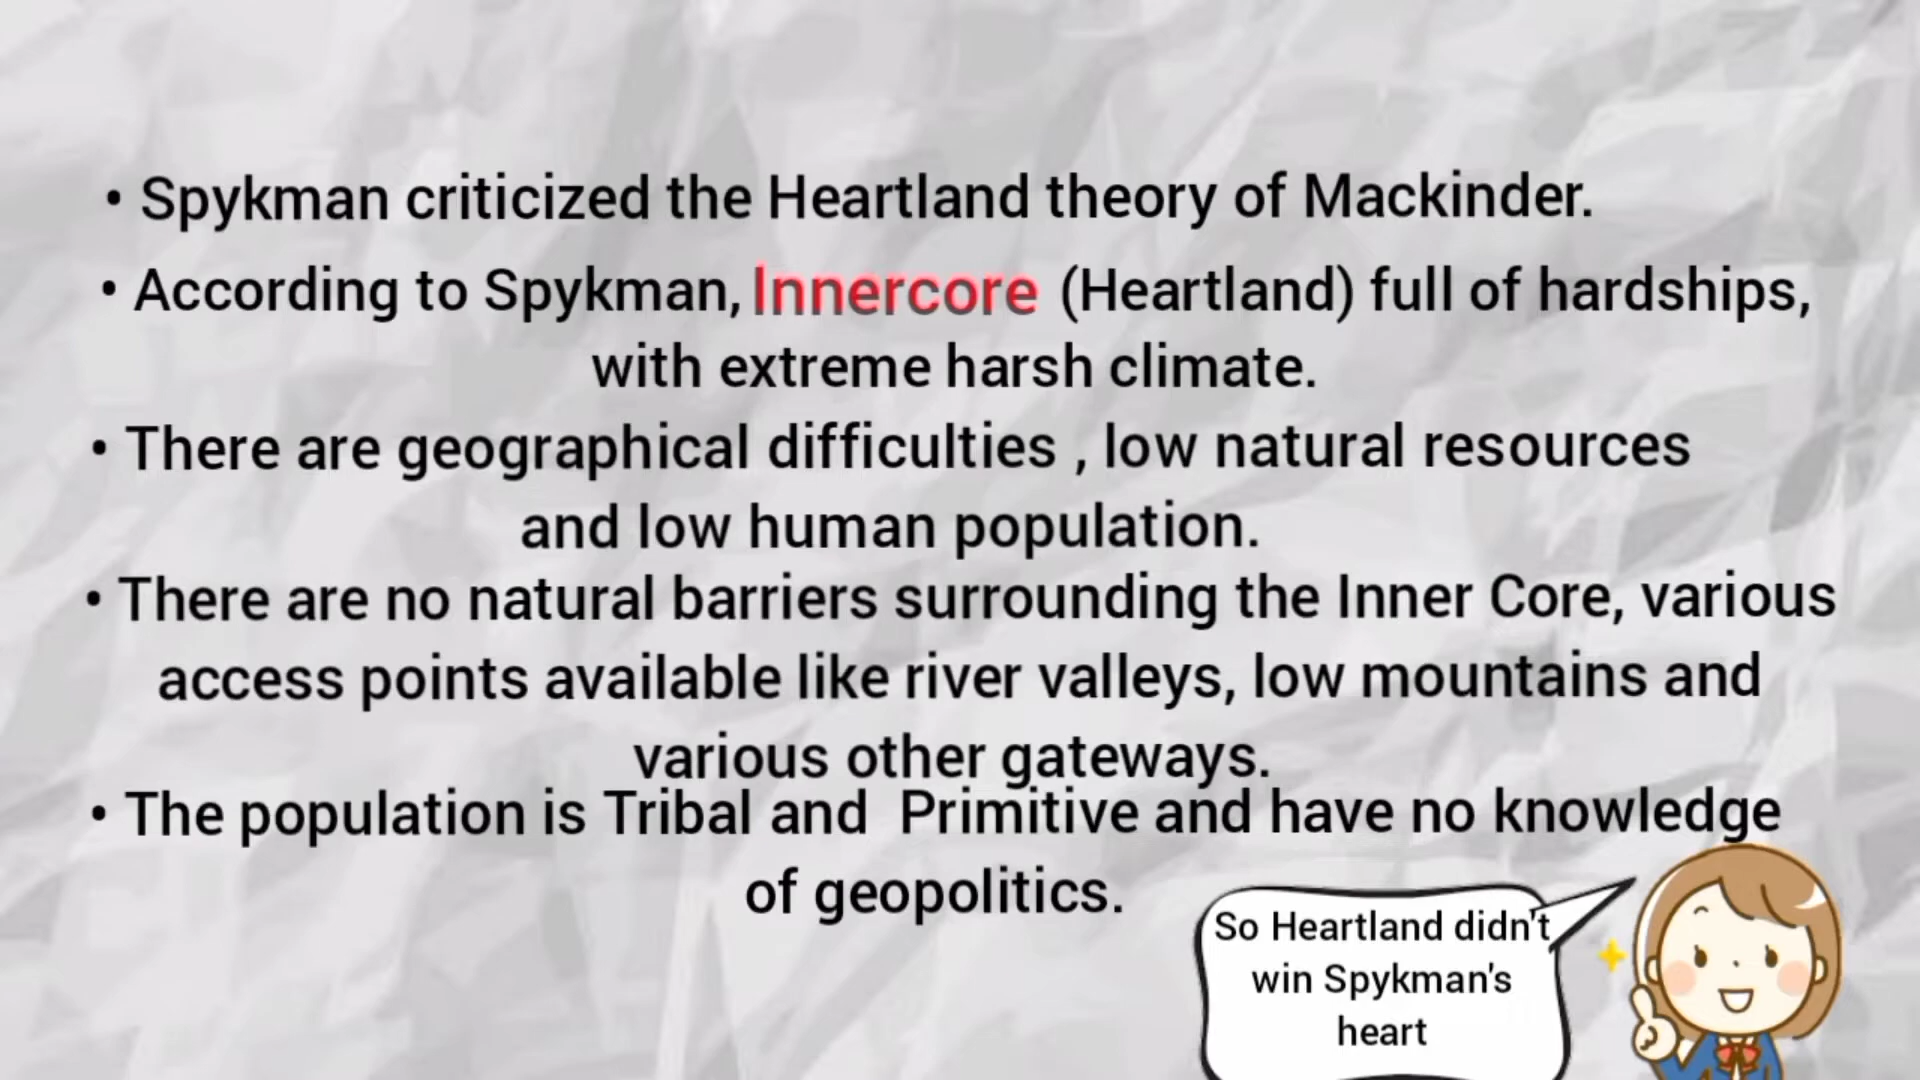 • Spykman criticized the Heartland theory of Mackinder.
• According to Spykman, Innercore (Heartland) full of hardships,
with extreme harsh climate.
• There are geographical difficulties , low natural resources
and low human population.
• There are no natural barriers surrounding the Inner Core, various
access points available like river valleys, low mountains and
various other gateways.
• The population is Tribal and Primitive and have no knowledge
of geopolitics.
So Heartland didn't
win Spykman's
heart